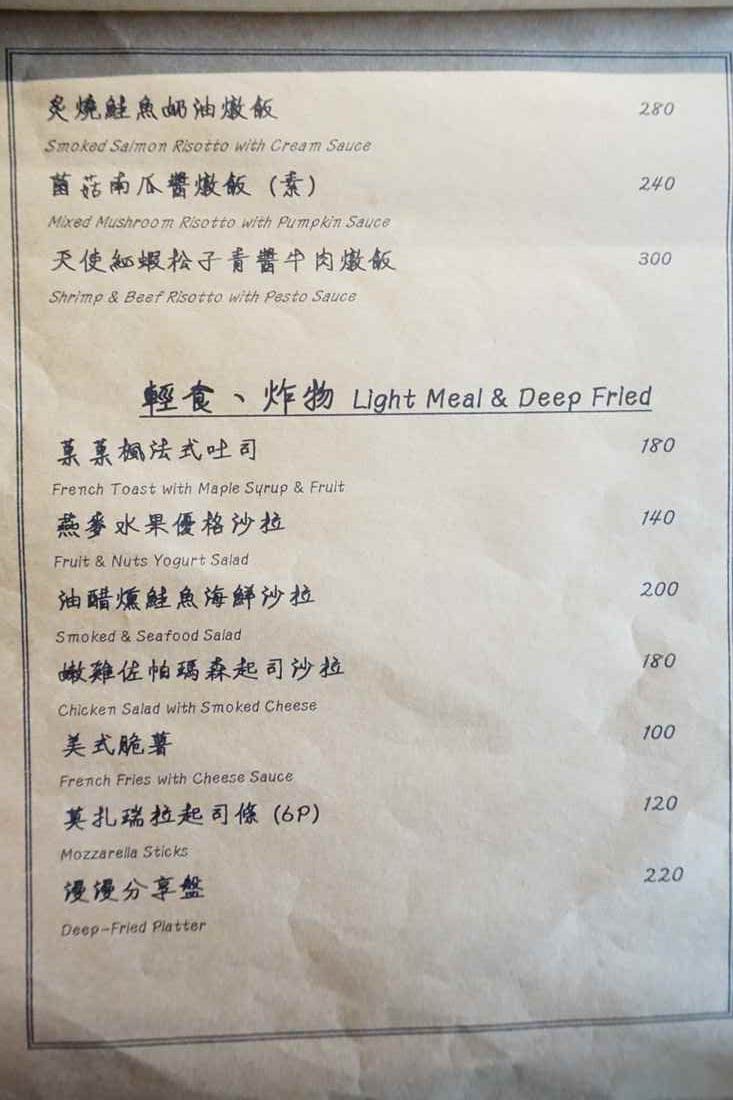 炙燒鮭魚奶油燉飯 280
Smoked Salmon Risotto with Cream Sauce
菌菇南瓜醬燉飯 (素) 240
Mixed Mushroom Risotto with Pumpkin Sauce
天使紅蝦松子青醬牛肉燉飯 300
Shrimp & Beef Risotto with Pesto Sauce
輕食、炸物 Light Meal & Deep Fried
菓菓楓法式吐司 180
French Toast with Maple Syrup & Fruit
燕麥水果優格沙拉 140
Fruit & Nuts Yogurt Salad
油醋燻鮭魚海鮮沙拉 200
Smoked & Seafood Salad
嫩雞佐帕瑪森起司沙拉 180
Chicken Salad with Smoked Cheese
美式脆薯 100
French Fries with Cheese Sauce
莫扎瑞拉起司條 (6P) 120
Mozzarella Sticks
漫漫分享盤 220
Deep-Fried Platter